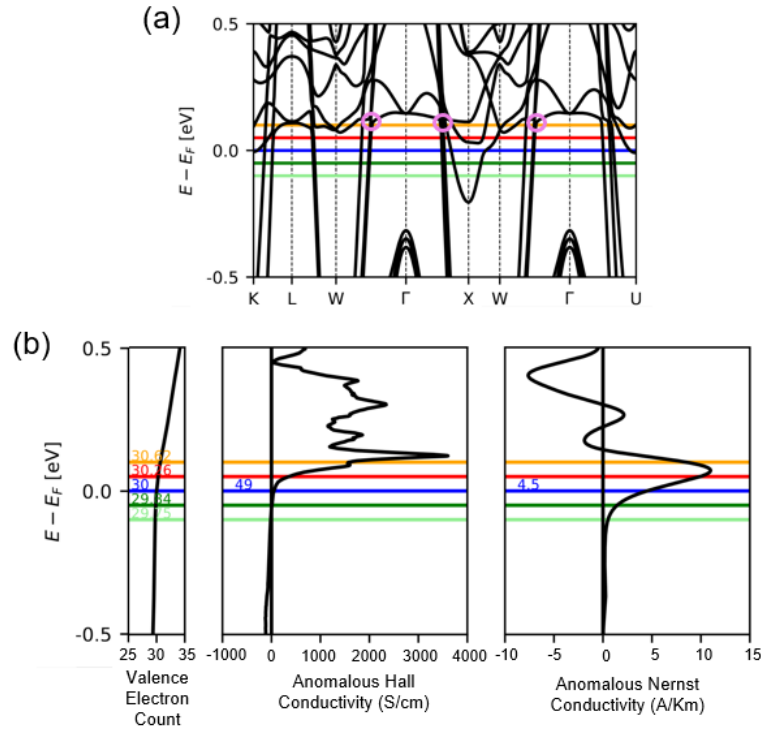 (a)
0.5
0.0
-0.5
E − E_F [eV]
K L W Γ X W Γ U
(b)
0.5
0.0
-0.5
E − E_F [eV]
30.62
30.26
30
29.84
29.75
49
4.5
25 30 35
-1000 0 1000 2000 3000 4000
-10 -5 0 5 10 15
Valence
Electron
Count
Anomalous Hall
Conductivity (S/cm)
Anomalous Nernst
Conductivity (A/Km)